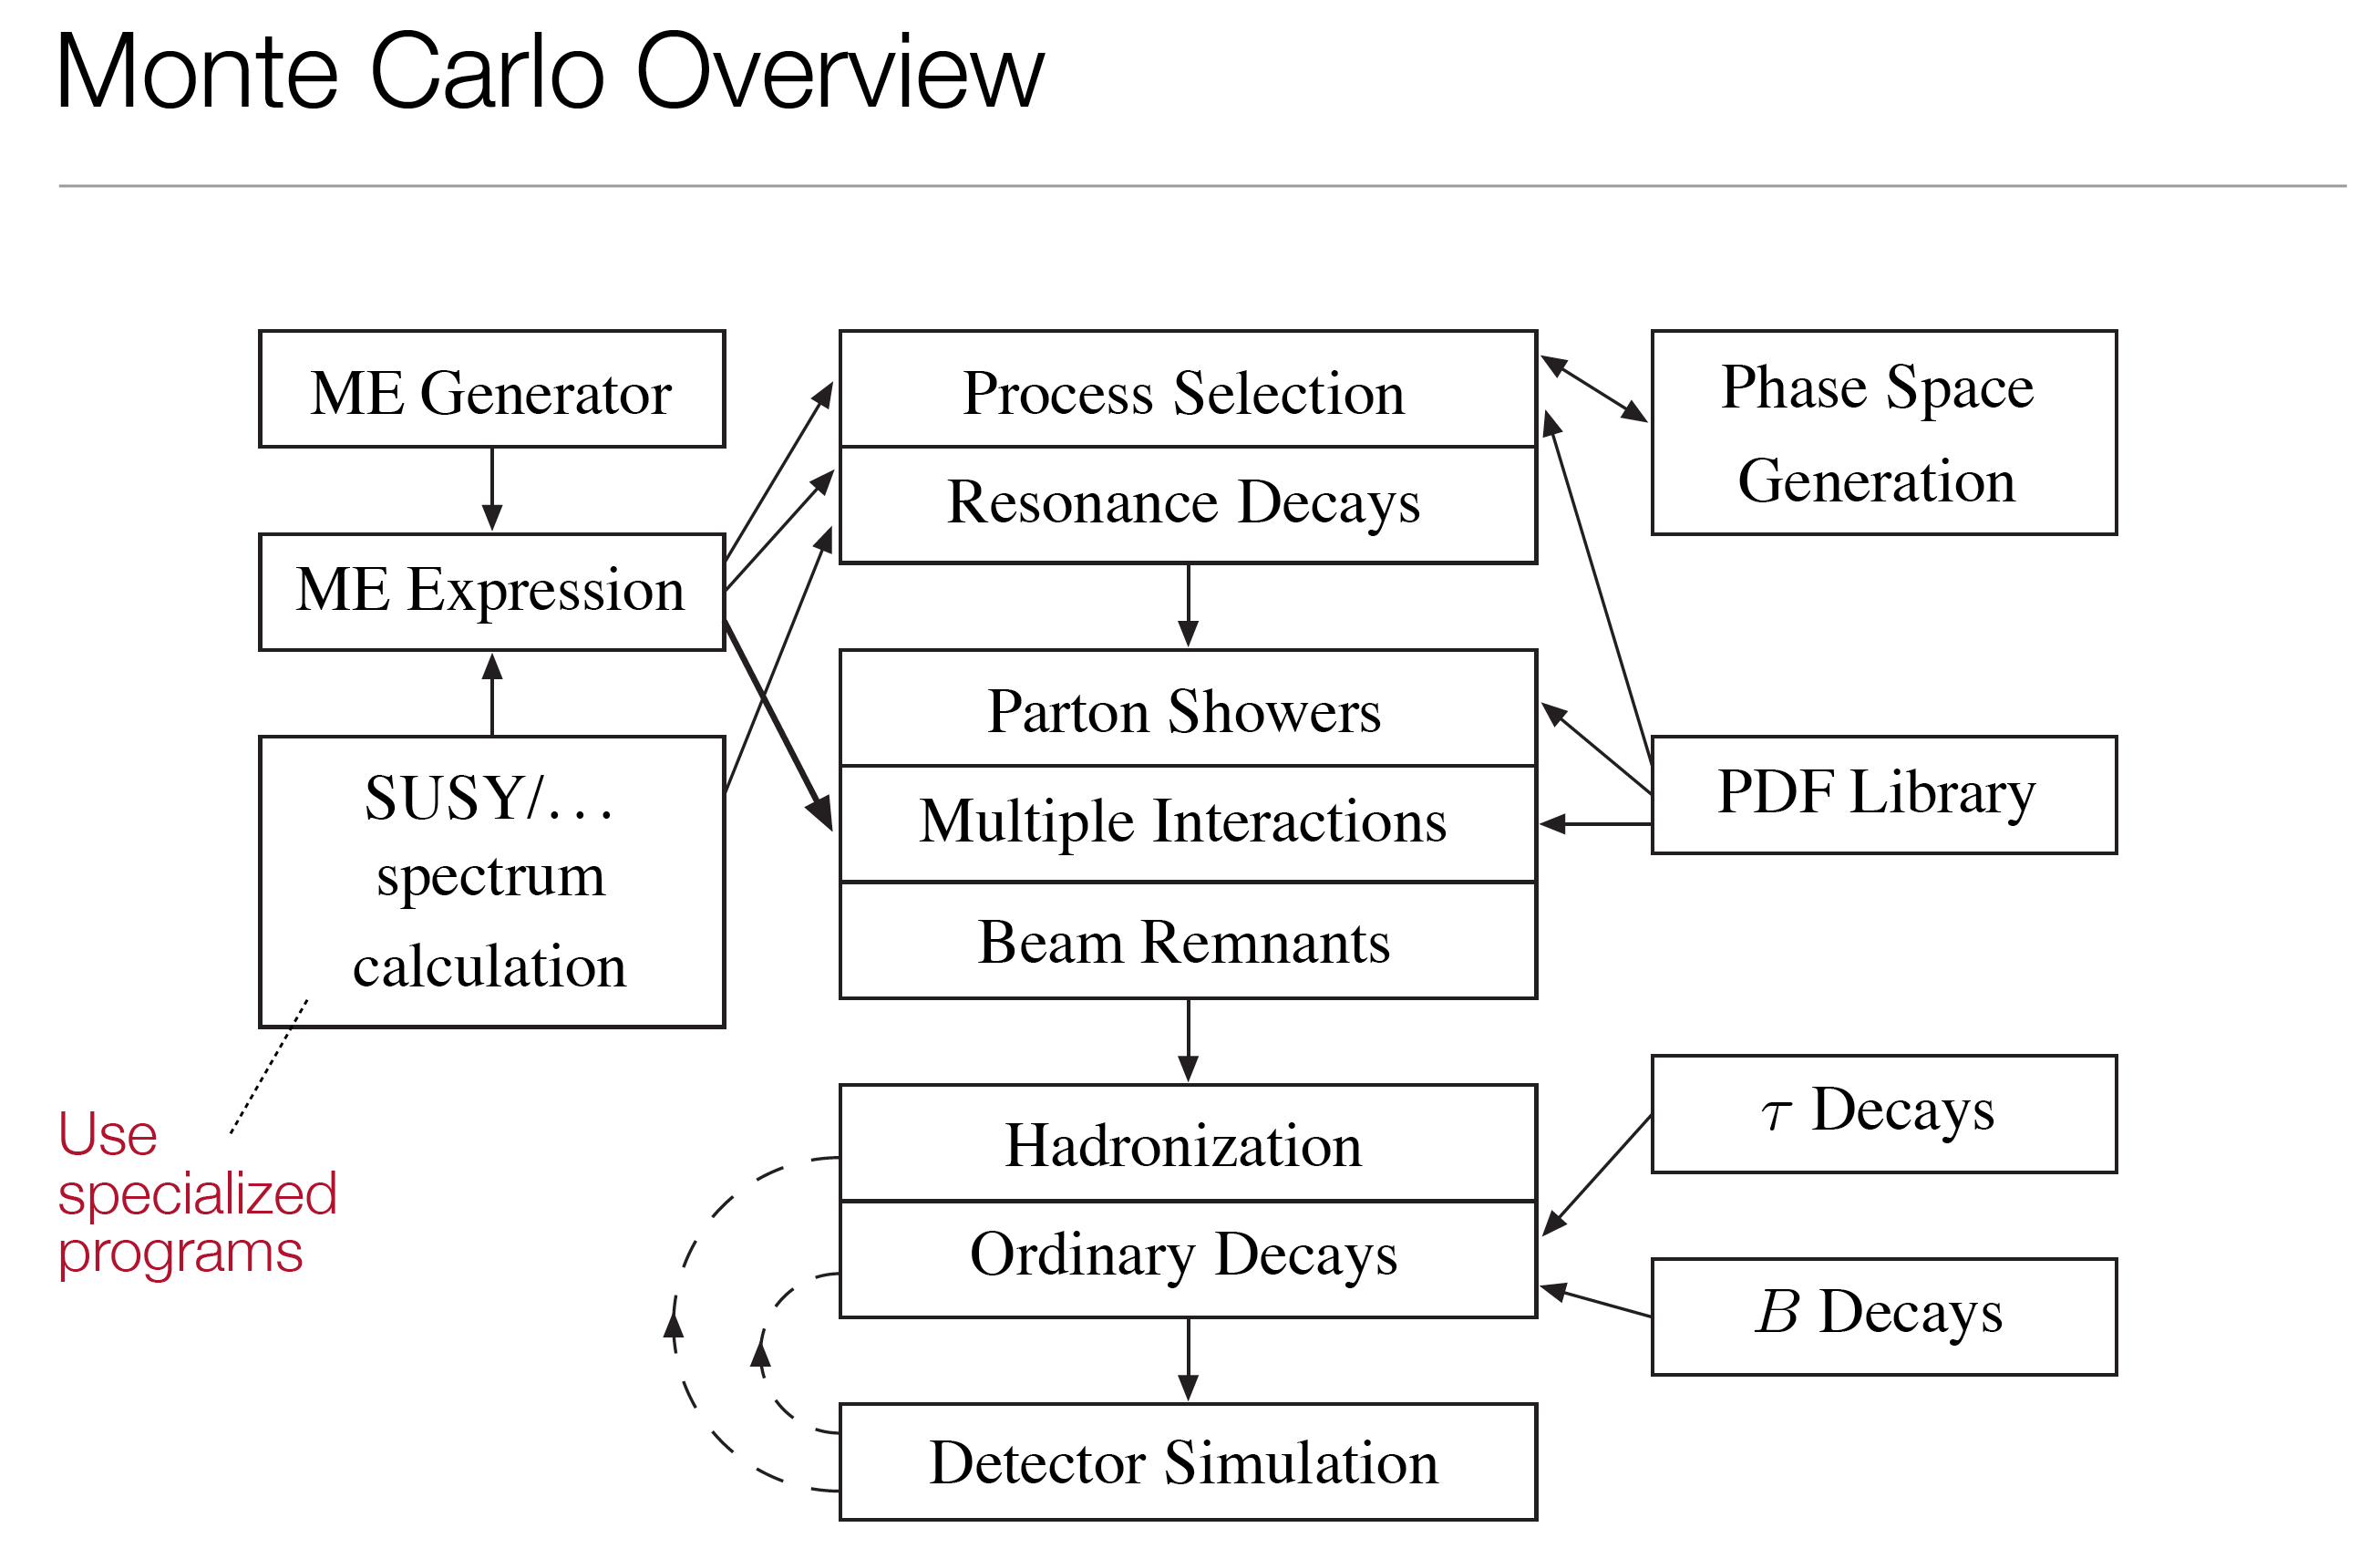 Monte Carlo Overview
ME Generator
ME Expression
SUSY/…
spectrum
calculation
Use
specialized
programs
Process Selection
Resonance Decays
Parton Showers
Multiple Interactions
Beam Remnants
Hadronization
Ordinary Decays
Detector Simulation
Phase Space
Generation
PDF Library
τ Decays
B Decays